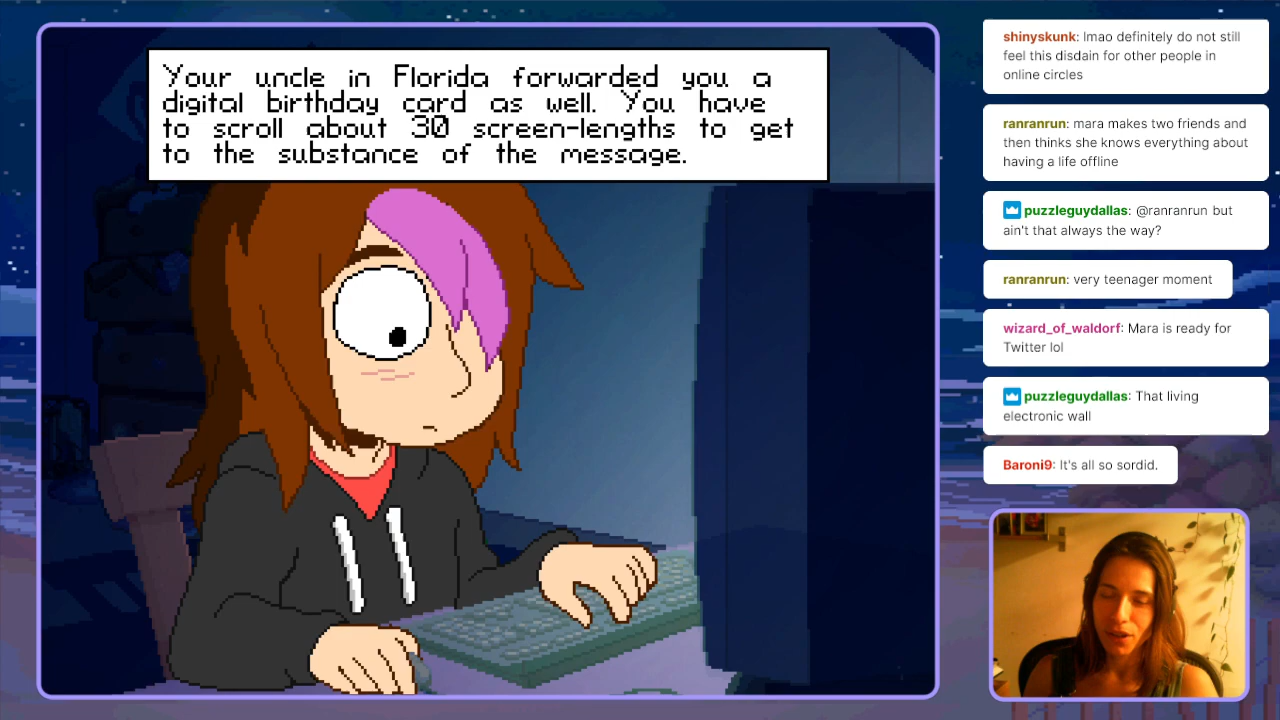 Your uncle in Florida forwarded you a
digital birthday card as well. You have
to scroll about 30 screen-lengths to get
to the substance of the message.
shinyskunk: lmao definitely do not still
feel this disdain for other people in
online circles
ranranrun: mara makes two friends and
then thinks she knows everything about
having a life offline
puzzleguydallas: @ranranrun but
ain't that always the way?
ranranrun: very teenager moment
wizard_of_waldorf: Mara is ready for
Twitter lol
puzzleguydallas: That living
electronic wall
Baroni9: It's all so sordid.